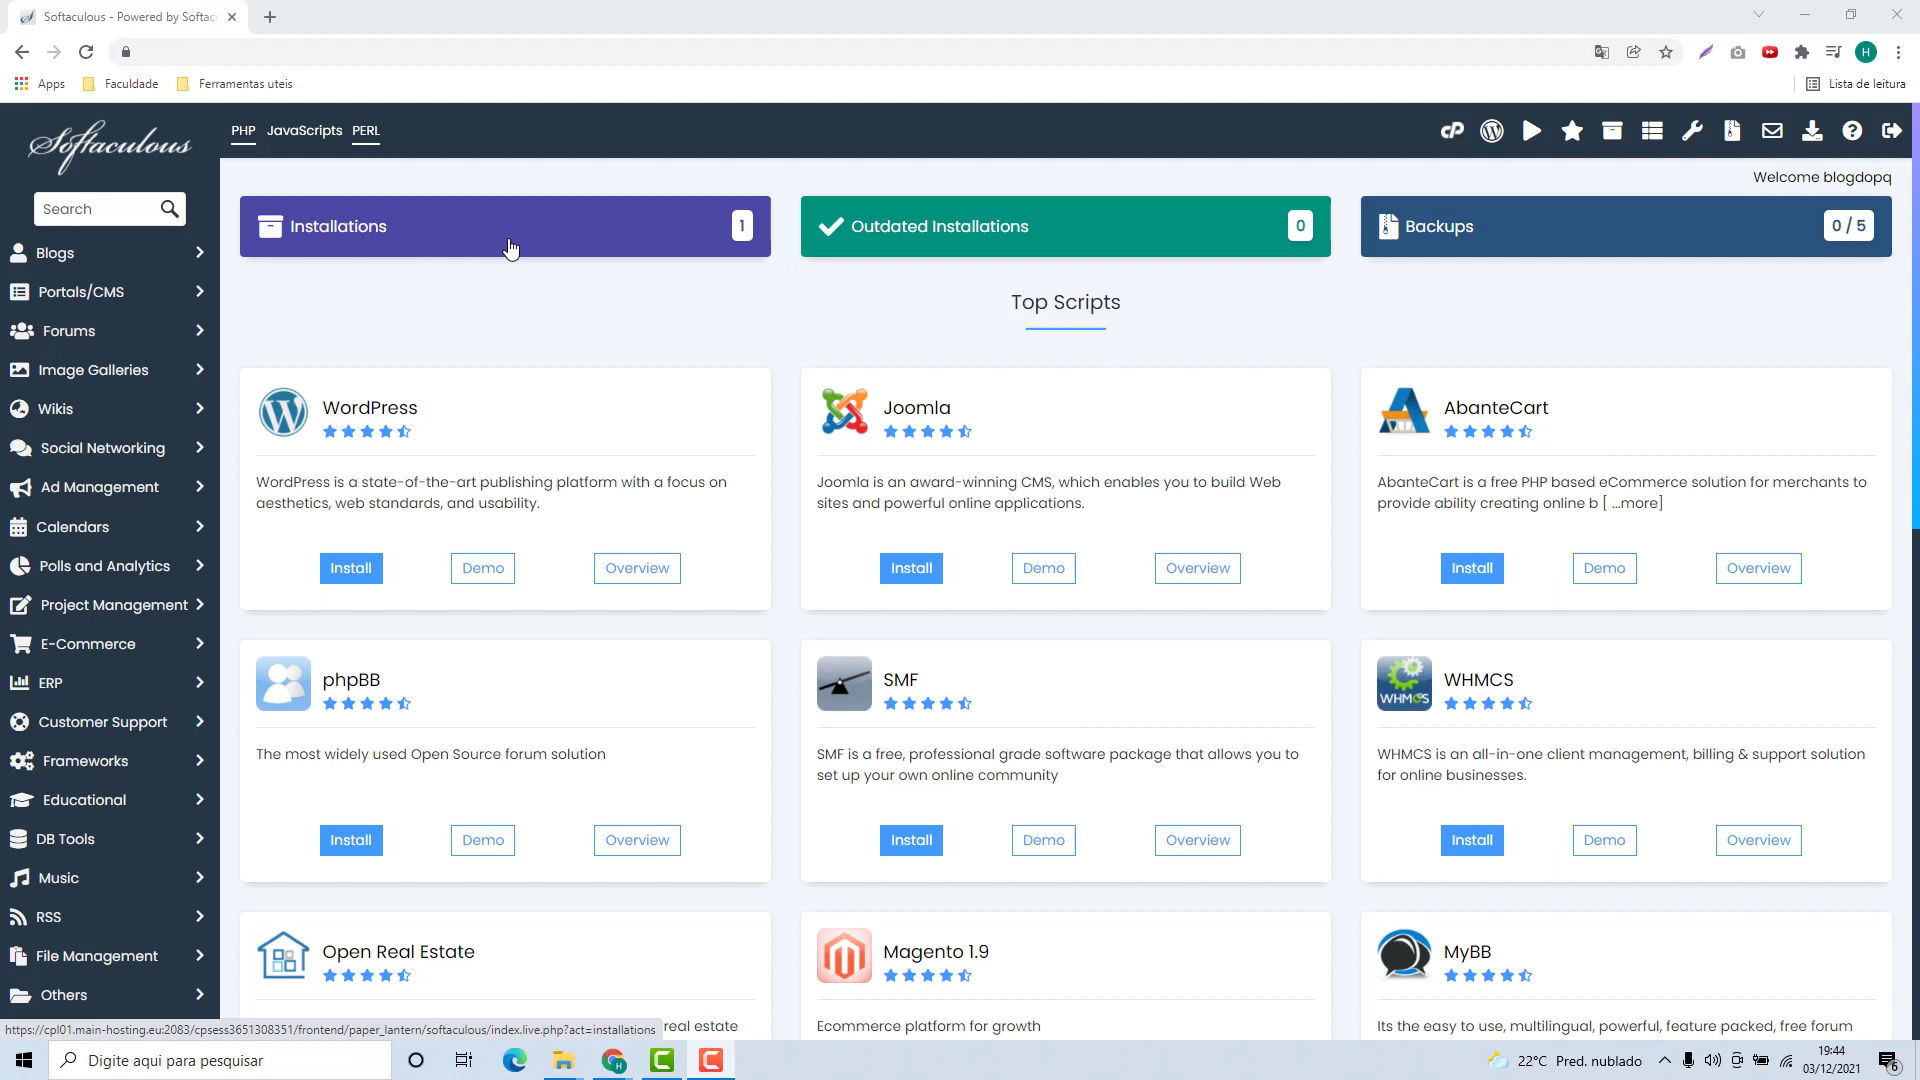 Softaculous - Powered by Softac
Apps
Faculdade
Ferramentas uteis
Lista de leitura
H
Softaculous
PHP JavaScripts PERL
cP
Welcome blogdopq
Search
Installations 1
Outdated Installations 0
Backups 0 / 5
Blogs
Portals/CMS
Forums
Image Galleries
Wikis
Social Networking
Ad Management
Calendars
Polls and Analytics
Project Management
E-Commerce
ERP
Customer Support
Frameworks
Educational
DB Tools
Music
RSS
File Management
Others
Top Scripts
WordPress
WordPress is a state-of-the-art publishing platform with a focus on
aesthetics, web standards, and usability.
Install Demo Overview
Joomla
Joomla is an award-winning CMS, which enables you to build Web
sites and powerful online applications.
Install Demo Overview
AbanteCart
AbanteCart is a free PHP based eCommerce solution for merchants to
provide ability creating online b [ ...more]
Install Demo Overview
phpBB
The most widely used Open Source forum solution
Install Demo Overview
SMF
SMF is a free, professional grade software package that allows you to
set up your own online community
Install Demo Overview
WHMCS
WHMCS
WHMCS is an all-in-one client management, billing & support solution
for online businesses.
Install Demo Overview
Open Real Estate
real estate
Magento 1.9
Ecommerce platform for growth
MyBB
Its the easy to use, multilingual, powerful, feature packed, free forum
https://cpl01.main-hosting.eu:2083/cpsess3651308351/frontend/paper_lantern/softaculous/index.live.php?act=installations
Digite aqui para pesquisar
22°C Pred. nublado
19:44
03/12/2021
6